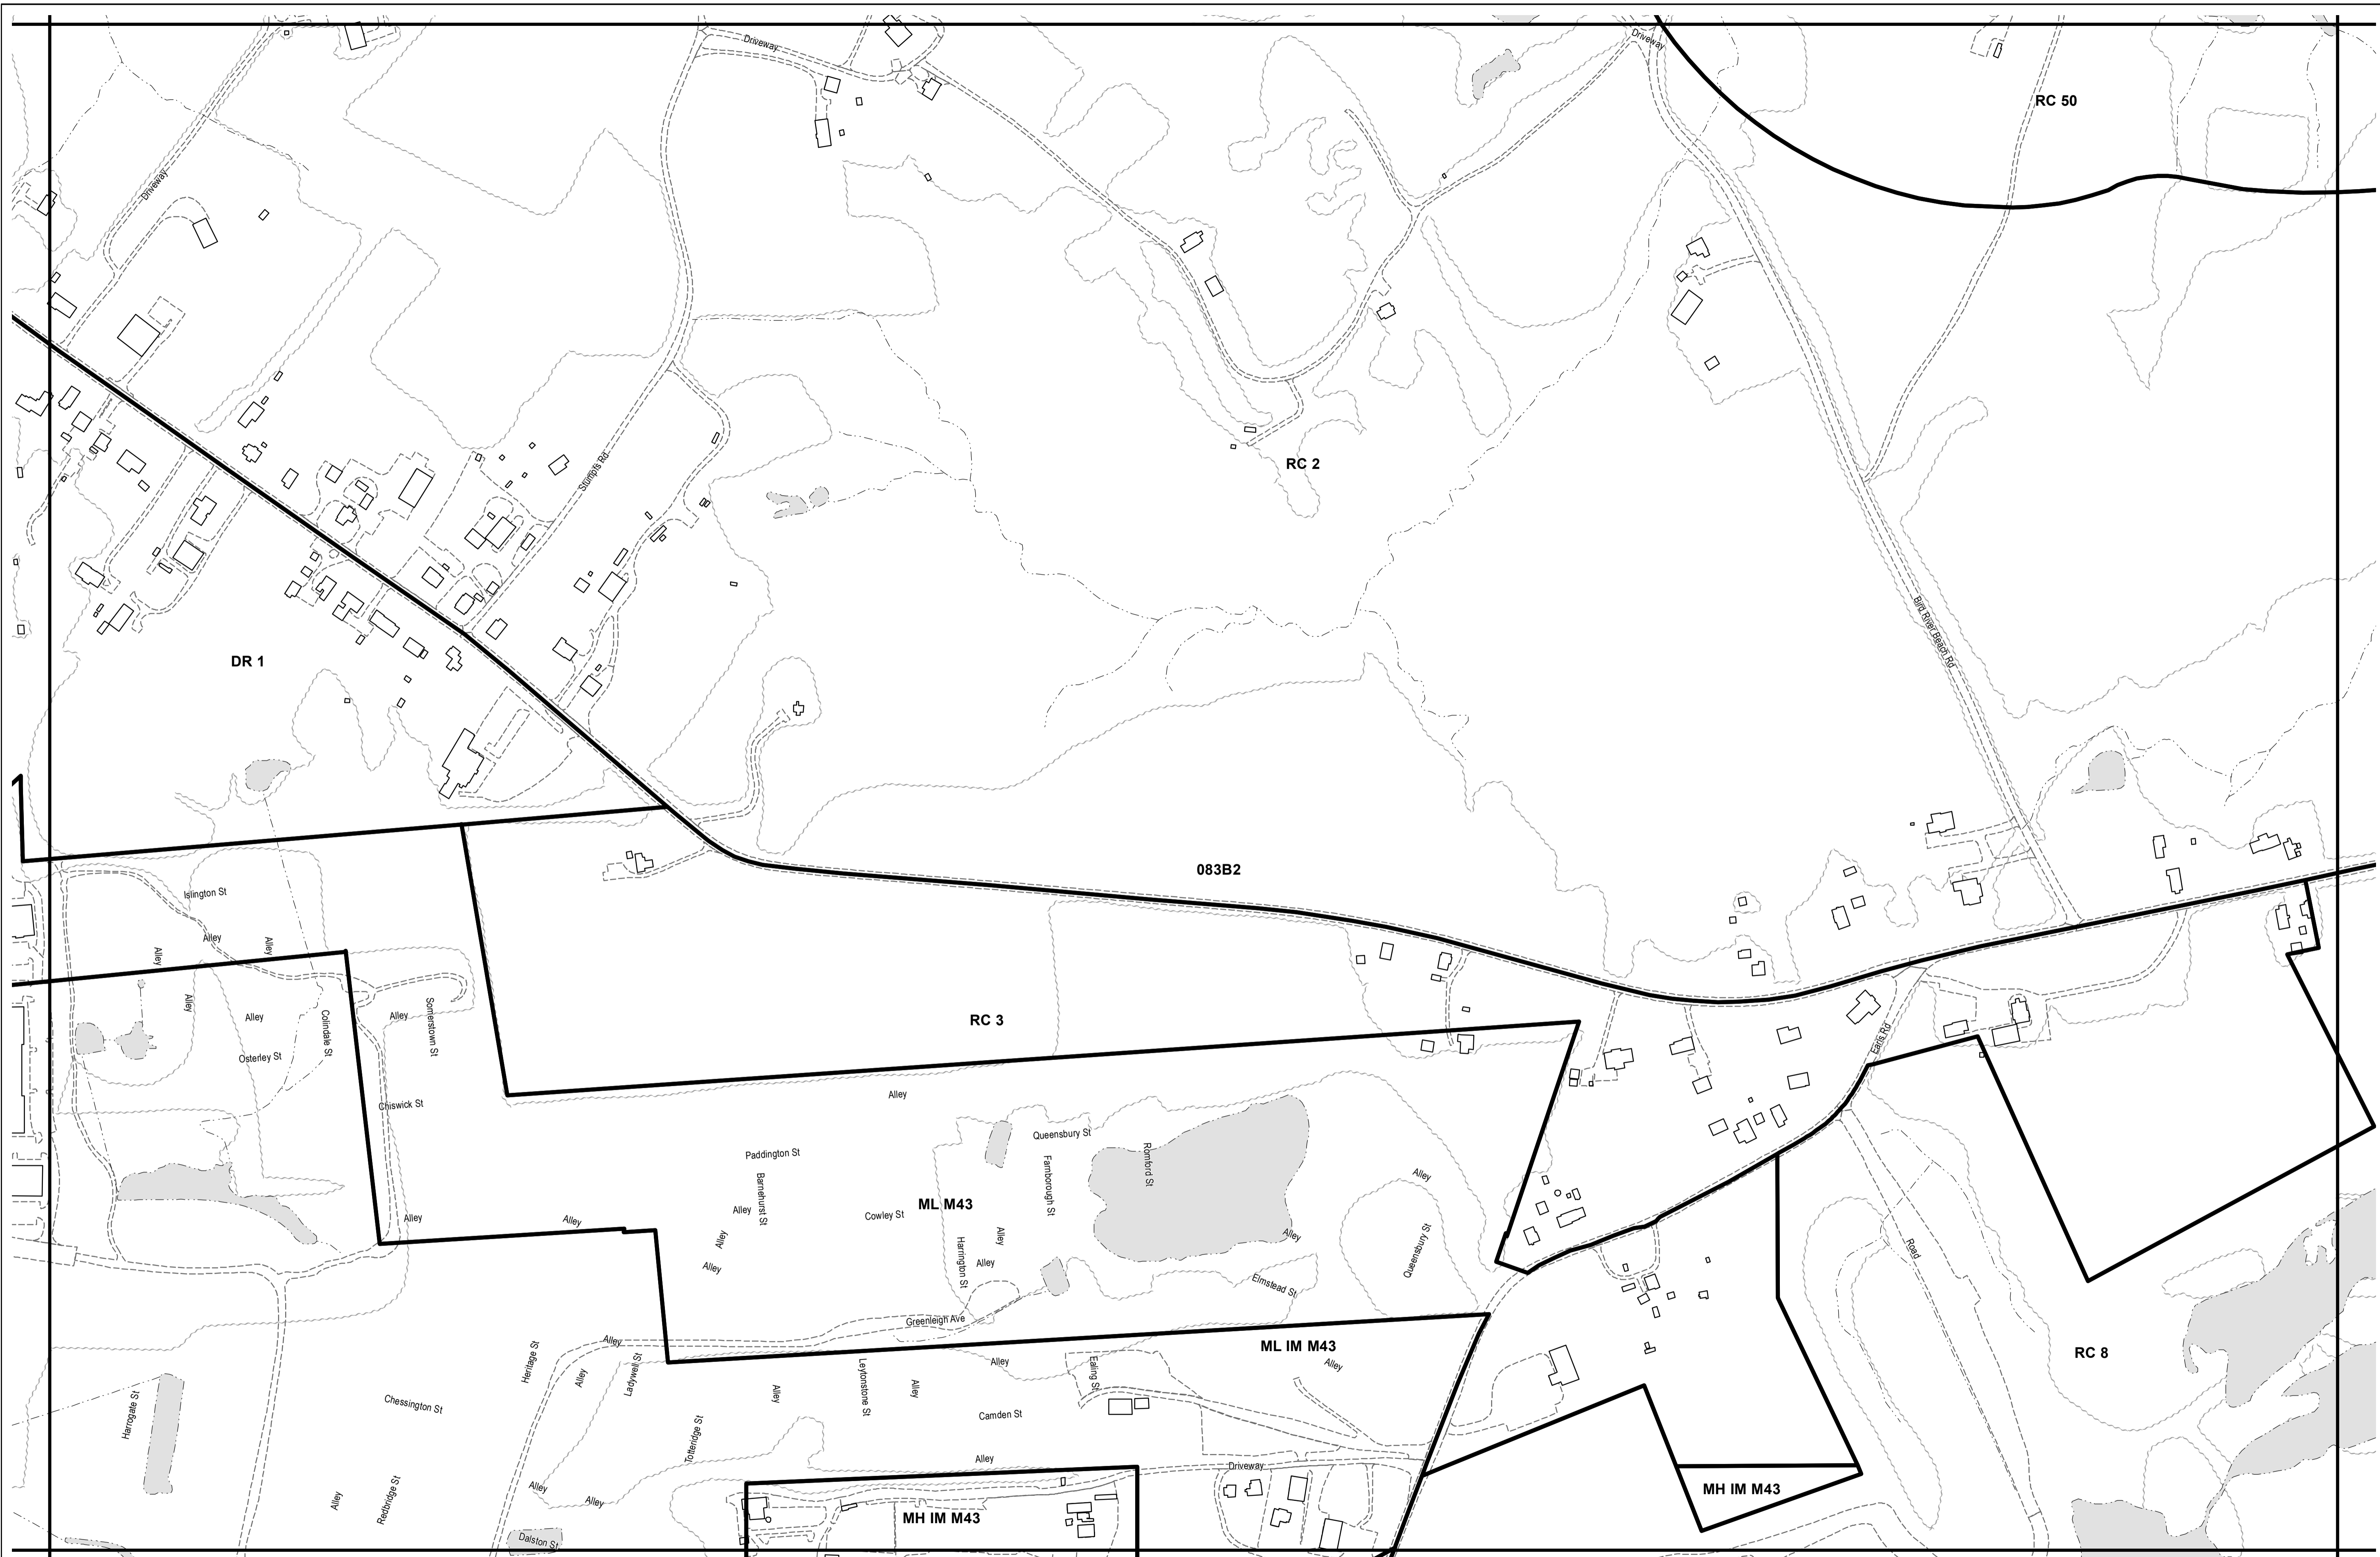 Driveway
Driveway
RC 50
Driveway
Stumpfs Rd
RC 2
Bird River Beach Rd
DR 1
083B2
Islington St
Alley
Alley
Alley
Alley
Alley
Colindale St
Alley
Somerstown St
Osterley St
RC 3
Earls Rd
Chiswick St
Alley
Queensbury St
Paddington St
Romford St
Farnborough St
Barnehurst St
ML M43
Alley
Alley
Cowley St
Alley
Alley
Alley
Alley
Alley
Harrington St
Alley
Alley
Queensbury St
Road
Elmstead St
Greenleigh Ave
Alley
Heritage St
ML IM M43
RC 8
Alley
Alley
Alley
Ladywell St
Alley
Leytonstone St
Alley
Ealing St
Harrogate St
Chessington St
Camden St
Totteridge St
Alley
Driveway
Alley
Alley
Alley
Redbridge St
MH IM M43
MH IM M43
Dalston St